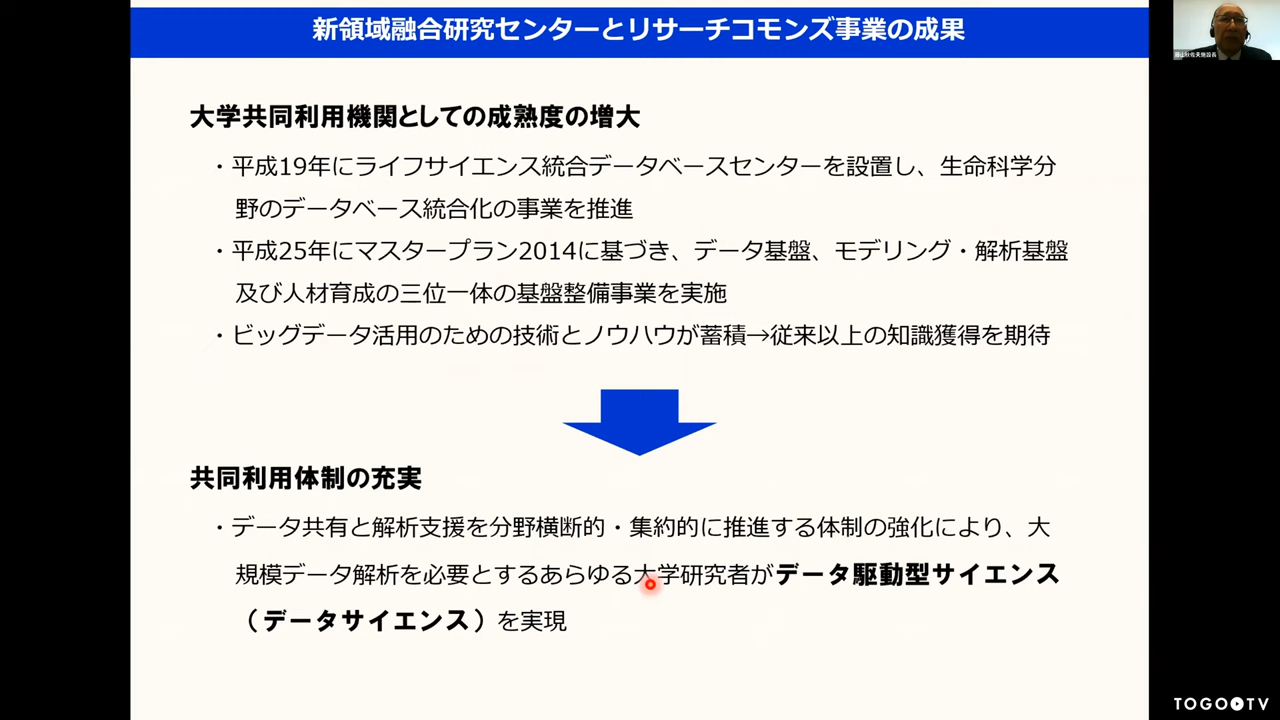 新領域融合研究センターとリサーチコモンズ事業の成果
大学共同利用機関としての成熟度の増大
・平成19年にライフサイエンス統合データベースセンターを設置し、生命科学分
野のデータベース統合化の事業を推進
・平成25年にマスタープラン2014に基づき、データ基盤、モデリング・解析基盤
及び人材育成の三位一体の基盤整備事業を実施
・ビッグデータ活用のための技術とノウハウが蓄積→従来以上の知識獲得を期待
共同利用体制の充実
・データ共有と解析支援を分野横断的・集約的に推進する体制の強化により、大
規模データ解析を必要とするあらゆる大学研究者がデータ駆動型サイエンス
（データサイエンス）を実現
TOGOTV